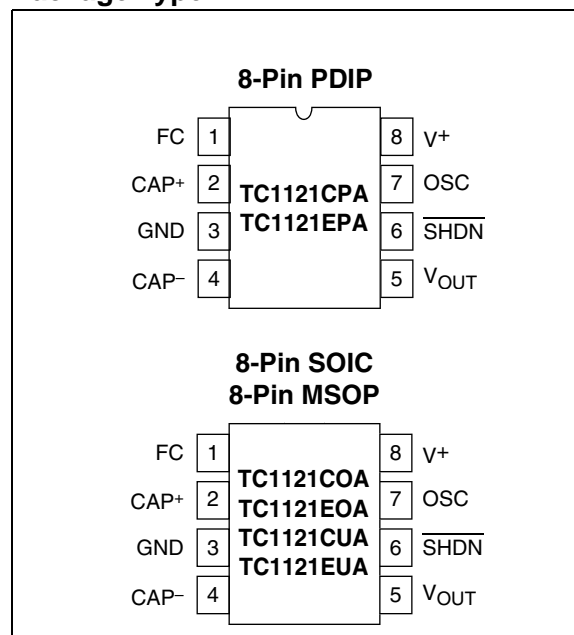 8-Pin PDIP
FC 1 8 V+
CAP+ 2 TC1121CPA 7 OSC
GND 3 TC1121EPA 6 SHDN
CAP– 4 5 VOUT
8-Pin SOIC
8-Pin MSOP
FC 1 8 V+
CAP+ 2 TC1121COA 7 OSC
TC1121EOA
GND 3 TC1121CUA 6 SHDN
TC1121EUA
CAP– 4 5 VOUT